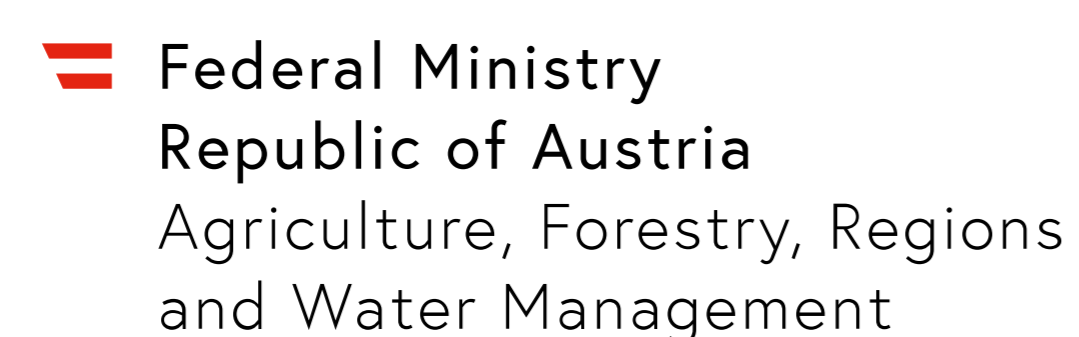 Federal Ministry
Republic of Austria
Agriculture, Forestry, Regions
and Water Management